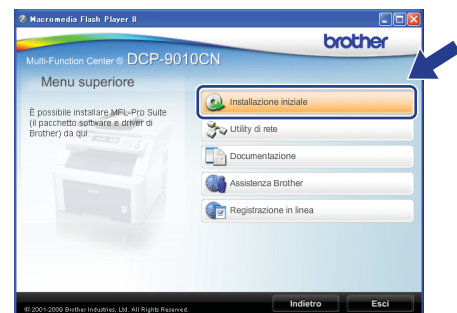 Macromedia Flash Player 8
brother
Multi-Function Center ® DCP-9010CN
Menu superiore
È possibile installare MFL-Pro Suite
(il pacchetto software e driver di
Brother) da qui
Installazione iniziale
Utility di rete
Documentazione
Assistenza Brother
Registrazione in linea
© 2001-2009 Brother Industries, Ltd. All Rights Reserved.
Indietro
Esci